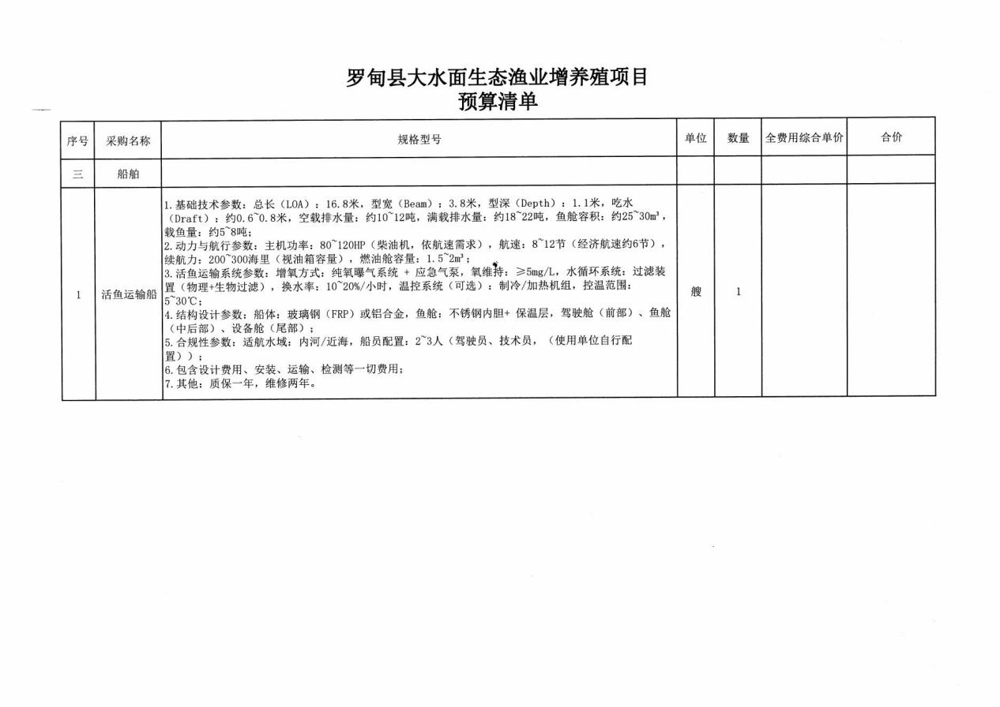 罗甸县大水面生态渔业增养殖项目
预算清单
序号 采购名称 规格型号 单位 数量 全费用综合单价 合价
三 船舶
1 活鱼运输船 艘 1
1.基础技术参数：总长（LOA）：16.8米，型宽（Beam）：3.8米，型深（Depth）：1.1米，吃水
（Draft）：约0.6~0.8米，空载排水量：约10~12吨，满载排水量：约18~22吨，鱼舱容积：约25~30m³，
载鱼量：约5~8吨；
2.动力与航行参数：主机功率：80~120HP（柴油机，依航速需求），航速：8~12节（经济航速约6节），
续航力：200~300海里（视油箱容量），燃油舱容量：1.5~2m³；
3.活鱼运输系统参数：增氧方式：纯氧曝气系统 + 应急气泵，氧维持：≥5mg/L，水循环系统：过滤装
置（物理+生物过滤），换水率：10~20%/小时，温控系统（可选）：制冷/加热机组，控温范围：
5~30℃；
4.结构设计参数：船体：玻璃钢（FRP）或铝合金，鱼舱：不锈钢内胆+ 保温层，驾驶舱（前部）、鱼舱
（中后部）、设备舱（尾部）；
5.合规性参数：适航水域：内河/近海，船员配置：2~3人（驾驶员、技术员，（使用单位自行配
置））；
6.包含设计费用、安装、运输、检测等一切费用；
7.其他：质保一年，维修两年。